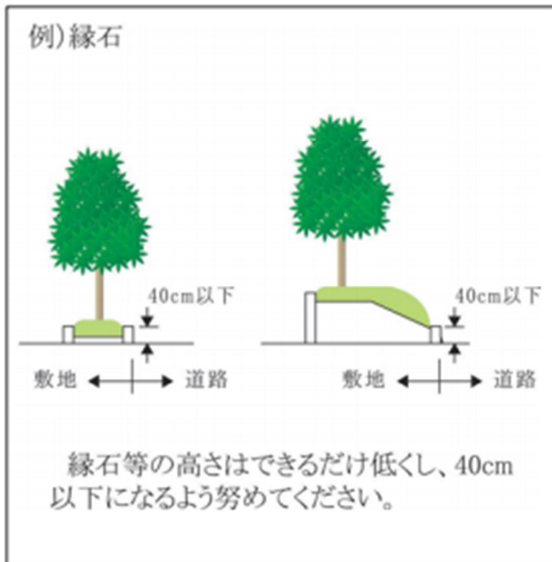 例)縁石
40cm以下
40cm以下
敷地
道路
敷地
道路
縁石等の高さはできるだけ低くし、40cm
以下になるよう努めてください。